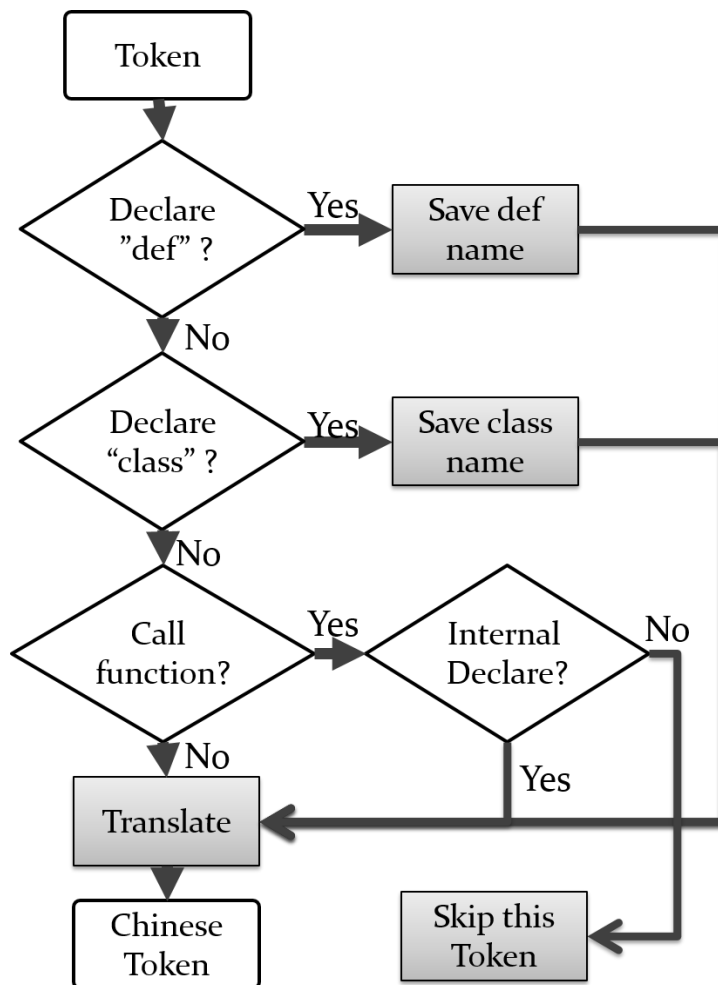 Token
Declare
”def” ?
Yes
Save def
name
No
Declare
“class” ?
Yes
Save class
name
No
Call
function?
Yes
Internal
Declare?
No
No
Yes
Translate
Chinese
Token
Skip this
Token